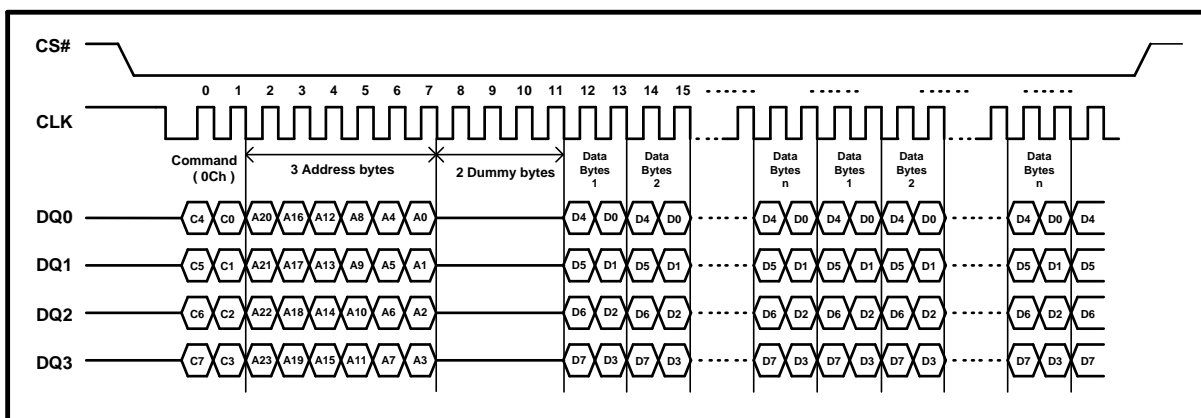 CS#
0 1 2 3 4 5 6 7 8 9 10 11 12 13 14 15
CLK
Command
( 0Ch )
3 Address bytes
2 Dummy bytes
Data
Bytes
1
Data
Bytes
2
Data
Bytes
n
Data
Bytes
1
Data
Bytes
2
Data
Bytes
n
DQ0 C4 C0 A20 A16 A12 A8 A4 A0 D4 D0 D4 D0 D4 D0 D4 D0 D4 D0 D4 D0 D4
DQ1 C5 C1 A21 A17 A13 A9 A5 A1 D5 D1 D5 D1 D5 D1 D5 D1 D5 D1 D5 D1 D5
DQ2 C6 C2 A22 A18 A14 A10 A6 A2 D6 D2 D6 D2 D6 D2 D6 D2 D6 D2 D6 D2 D6
DQ3 C7 C3 A23 A19 A15 A11 A7 A3 D7 D3 D7 D3 D7 D3 D7 D3 D7 D3 D7 D3 D7